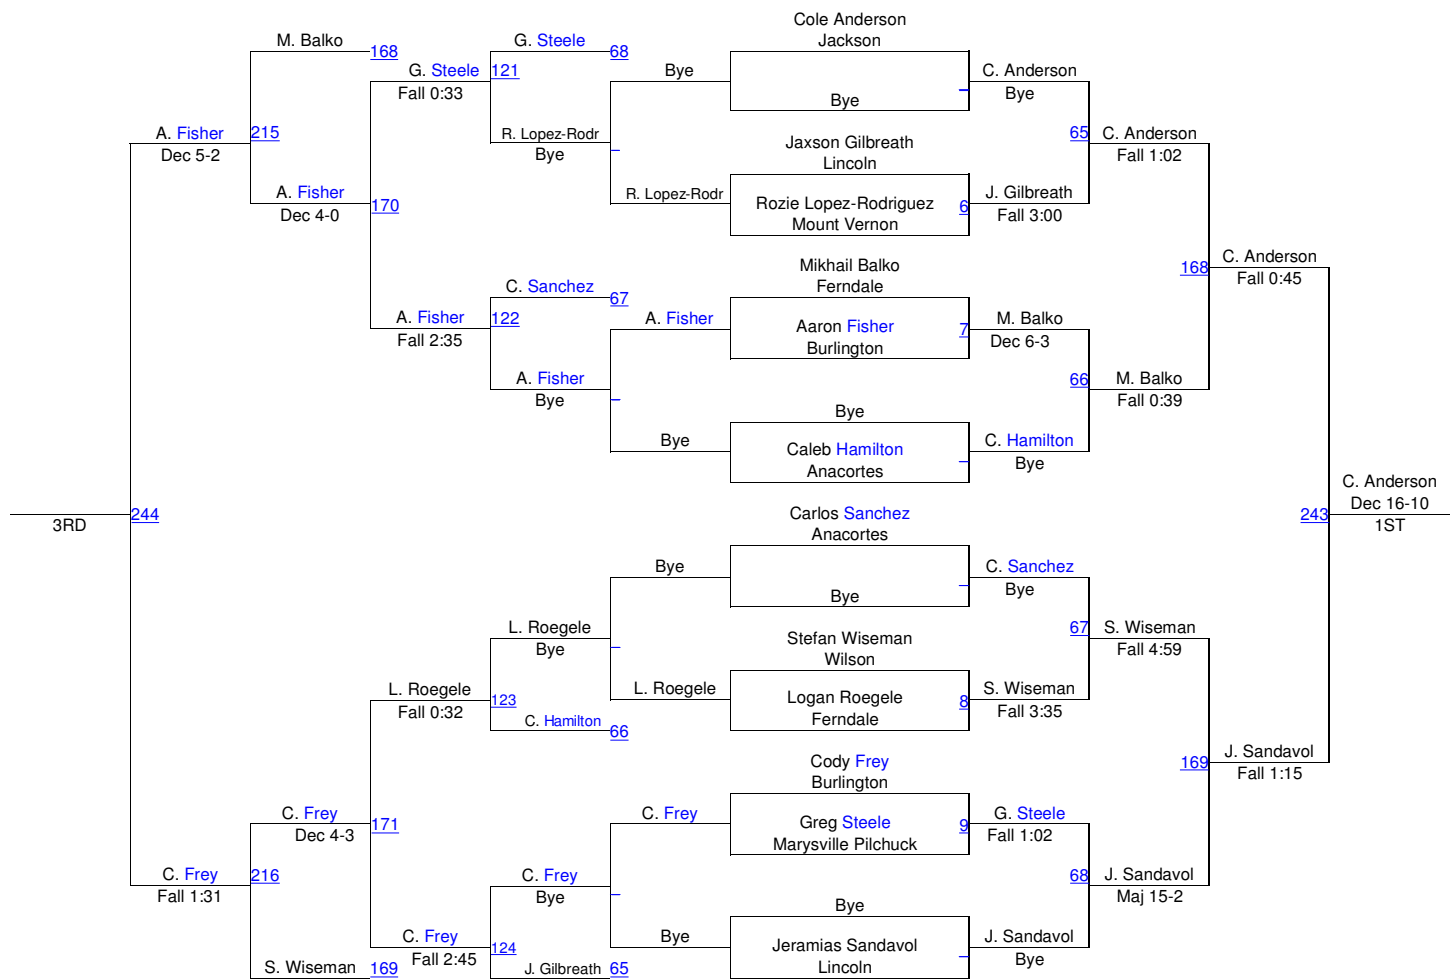 Cole Anderson
Jackson
M. Balko
168
G. Steele
68
G. Steele
121
Bye
C. Anderson
Fall 0:33
Bye
Bye
A. Fisher
215
R. Lopez-Rodr
65
C. Anderson
Dec 5-2
Bye
Jaxson Gilbreath
Fall 1:02
Lincoln
A. Fisher
170
R. Lopez-Rodr
Rozie Lopez-Rodriguez
6
J. Gilbreath
Dec 4-0
Mount Vernon
Fall 3:00
Mikhail Balko
168
C. Anderson
Ferndale
Fall 0:45
C. Sanchez
67
A. Fisher
122
A. Fisher
Aaron Fisher
7
M. Balko
Fall 2:35
Burlington
Dec 6-3
A. Fisher
66
M. Balko
Bye
Fall 0:39
Bye
Bye
Caleb Hamilton
C. Hamilton
Anacortes
Bye
C. Anderson
Dec 16-10
244
3RD
243
1ST
Carlos Sanchez
Anacortes
Bye
C. Sanchez
Bye
Bye
L. Roegele
67
S. Wiseman
Bye
Stefan Wiseman
Fall 4:59
Wilson
L. Roegele
123
L. Roegele
Logan Roegele
8
S. Wiseman
Fall 0:32
Ferndale
Fall 3:35
C. Hamilton
66
Cody Frey
169
J. Sandavol
Burlington
Fall 1:15
C. Frey
171
C. Frey
Greg Steele
9
G. Steele
Dec 4-3
Marysville Pilchuck
Fall 1:02
C. Frey
216
C. Frey
68
J. Sandavol
Fall 1:31
Bye
Maj 15-2
Bye
C. Frey
124
Bye
Jeramias Sandavol
J. Sandavol
Fall 2:45
Lincoln
Bye
S. Wiseman
169
J. Gilbreath
65